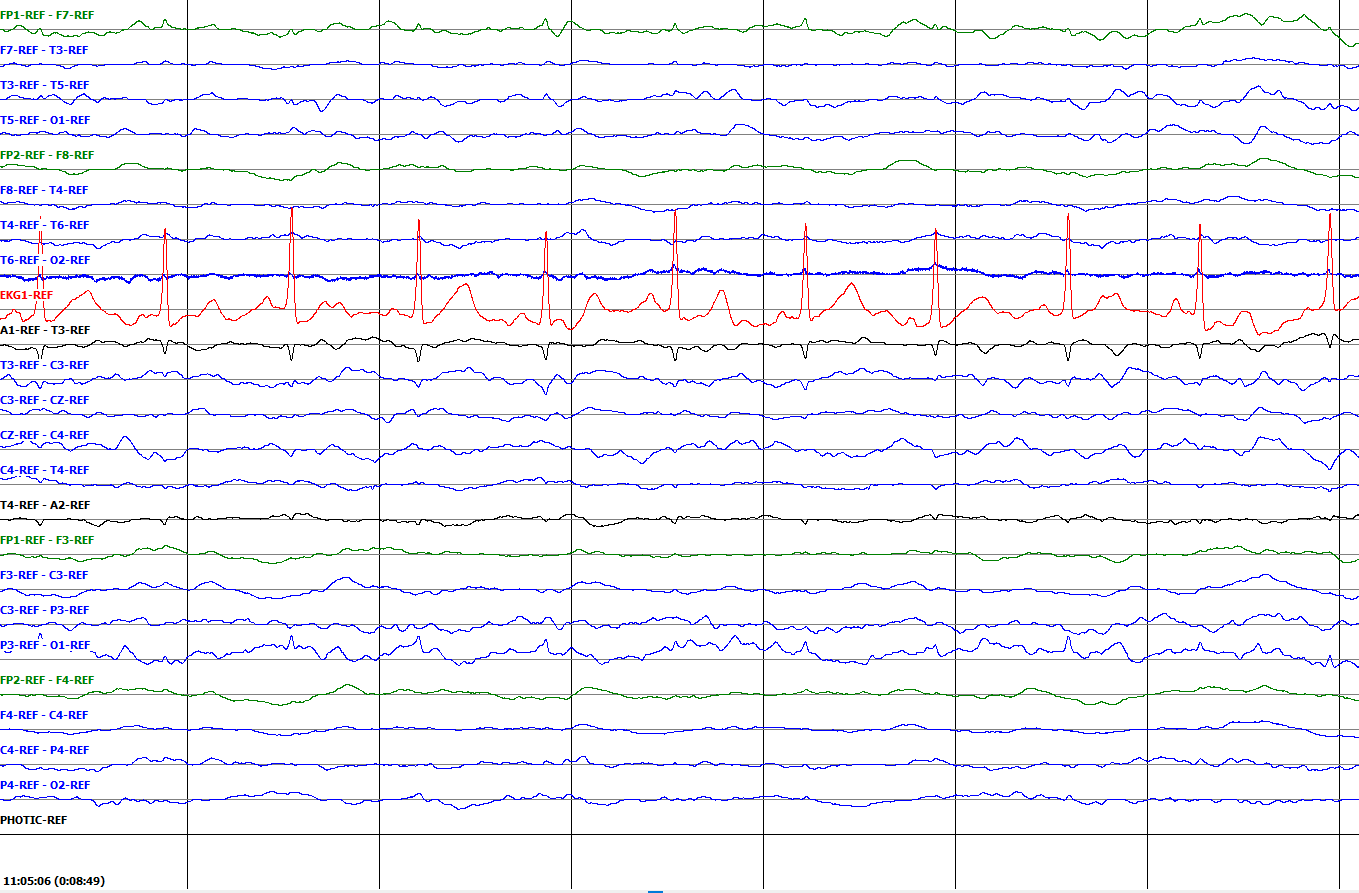 FP1-REF - F7-REF
F7-REF - T3-REF
T3-REF - T5-REF
T5-REF - O1-REF
FP2-REF - F8-REF
F8-REF - T4-REF
T4-REF - T6-REF
T6-REF - O2-REF
EKG1-REF
A1-REF - T3-REF
T3-REF - C3-REF
C3-REF - CZ-REF
CZ-REF - C4-REF
C4-REF - T4-REF
T4-REF - A2-REF
FP1-REF - F3-REF
F3-REF - C3-REF
C3-REF - P3-REF
P3-REF - O1-REF
FP2-REF - F4-REF
F4-REF - C4-REF
C4-REF - P4-REF
P4-REF - O2-REF
PHOTIC-REF
11:05:06 (0:08:49)